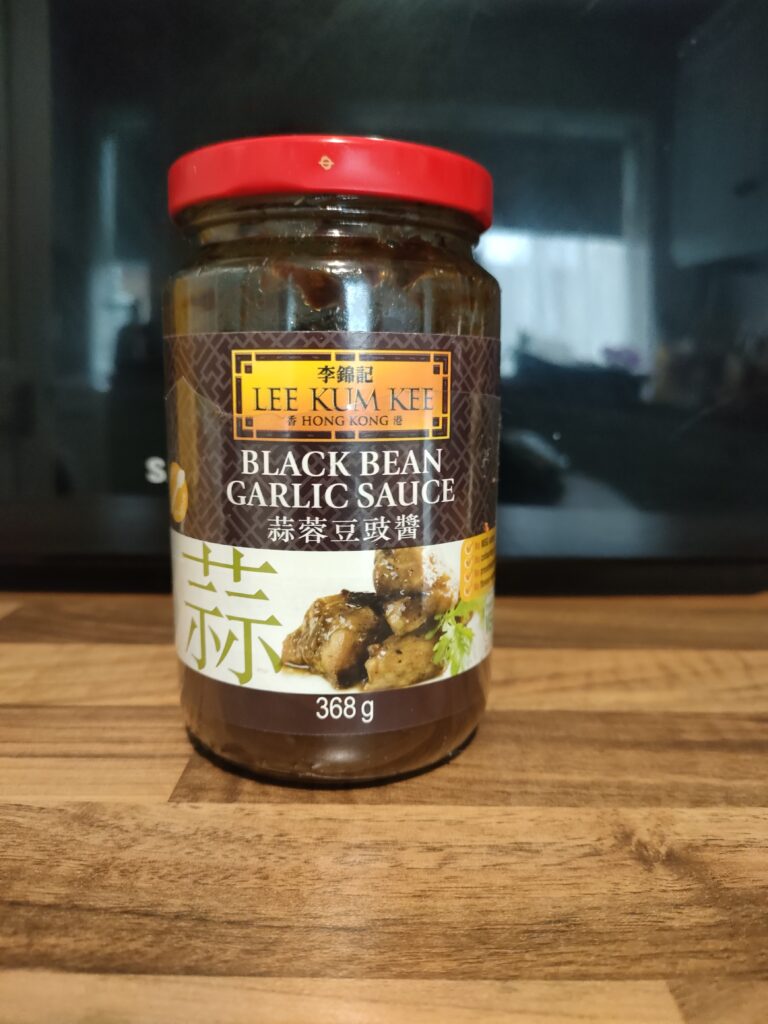 李錦記
LEE KUM KEE
香 HONG KONG 港
BLACK BEAN
GARLIC SAUCE
蒜蓉豆豉醬
蒜
368 g